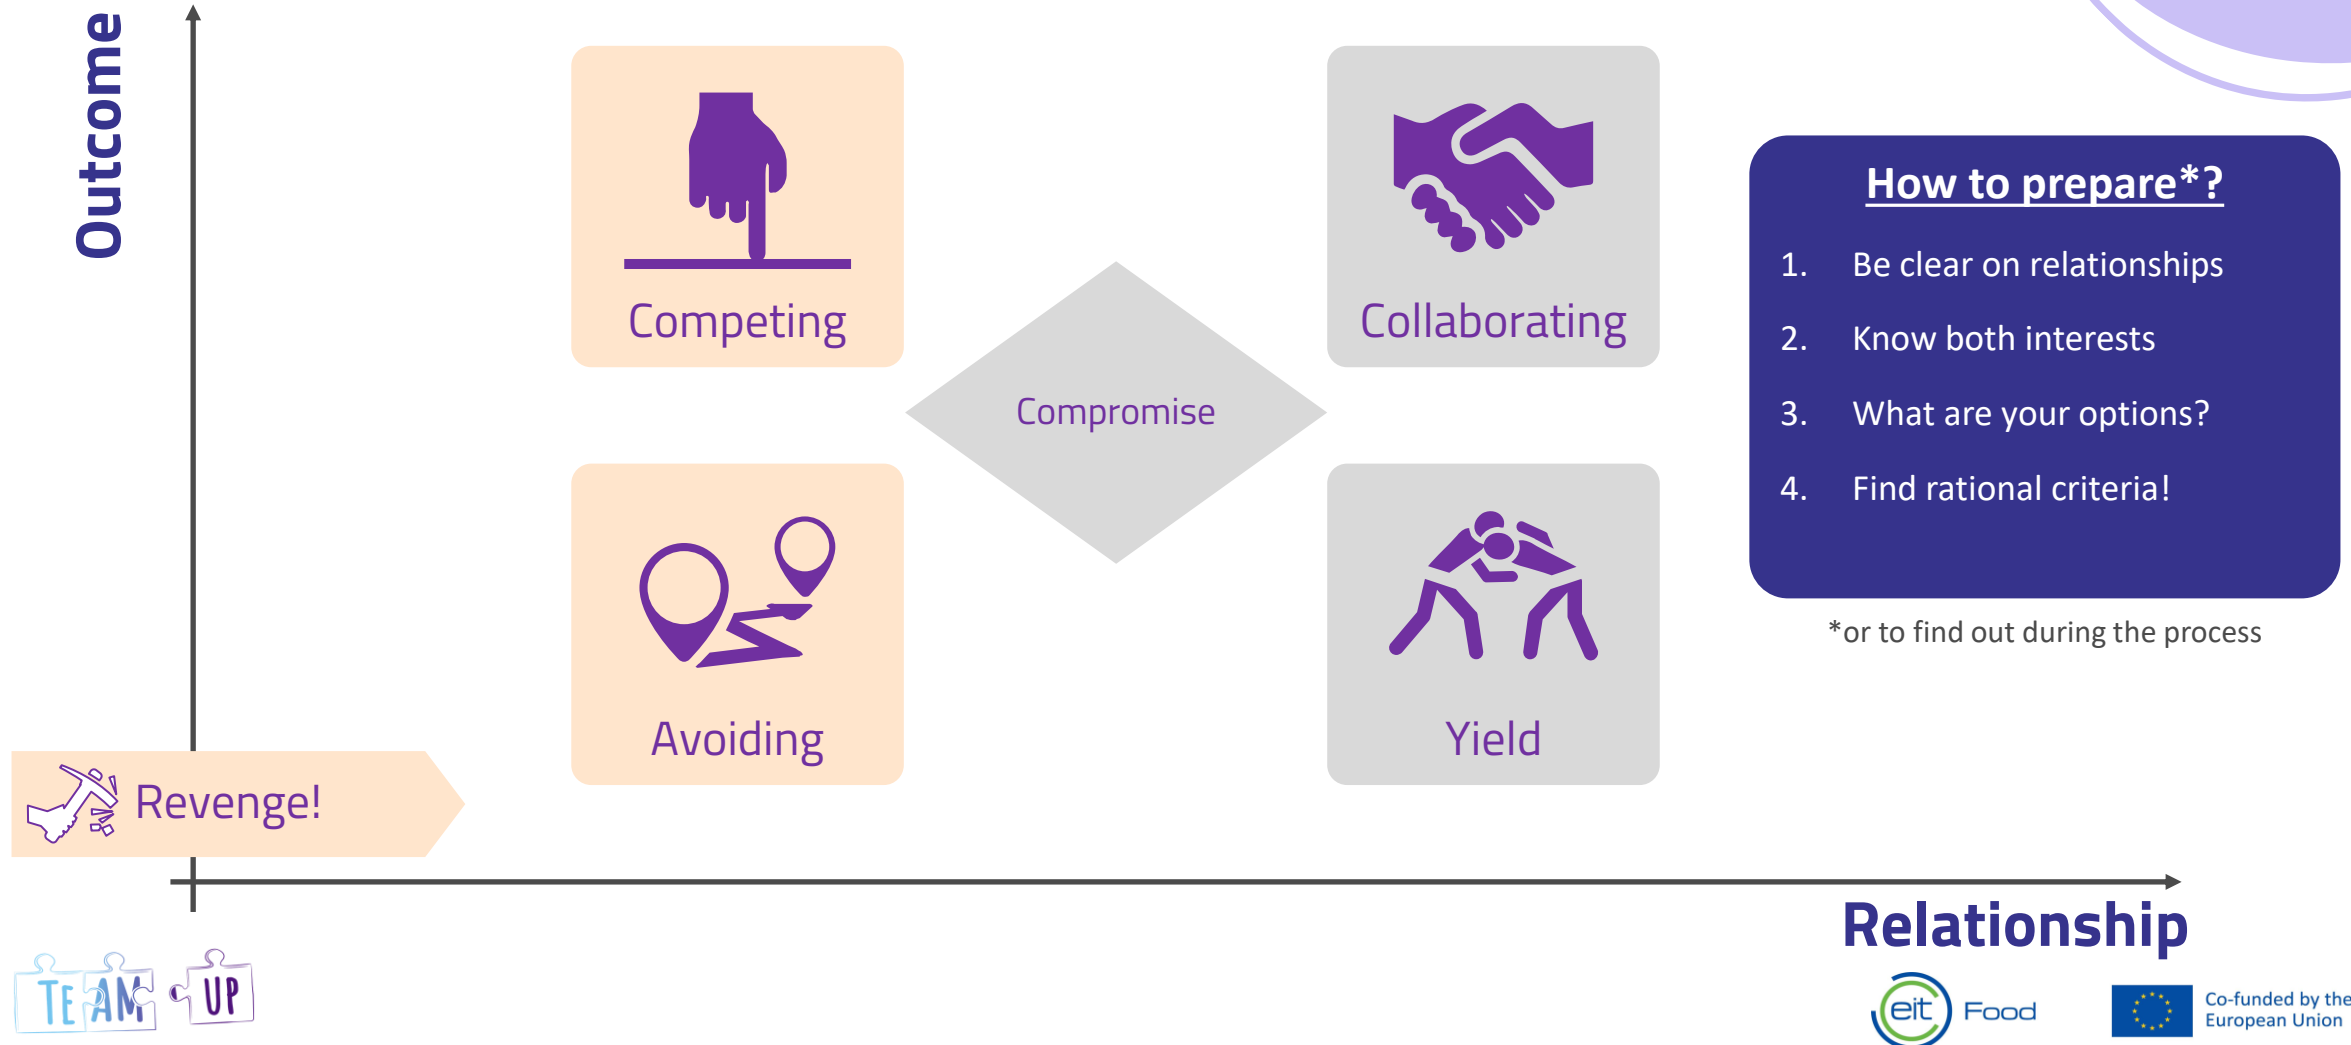 Outcome
Competing
Collaborating
Compromise
Avoiding
Yield
Revenge!
Relationship
How to prepare*?
1. Be clear on relationships
2. Know both interests
3. What are your options?
4. Find rational criteria!
*or to find out during the process
TEAM UP
eit Food
Co-funded by the
European Union